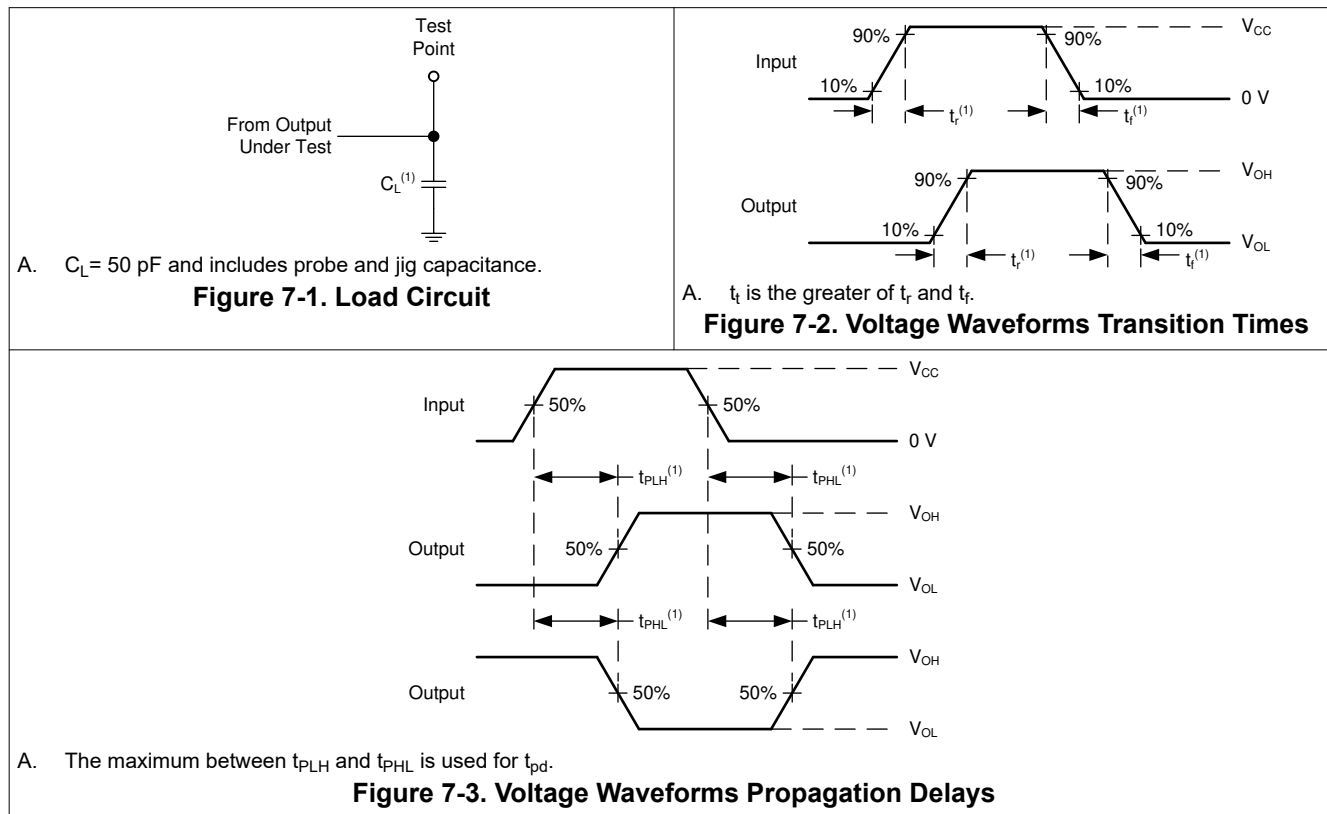 Test
Point
From Output
Under Test
C_L^(1)
A. C_L= 50 pF and includes probe and jig capacitance.
Figure 7-1. Load Circuit
90%
90%
V_CC
Input
10%
10%
0 V
t_r^(1)
t_f^(1)
90%
90%
V_OH
Output
10%
10%
V_OL
t_r^(1)
t_f^(1)
A. t_t is the greater of t_r and t_f.
Figure 7-2. Voltage Waveforms Transition Times
V_CC
Input
50%
50%
0 V
t_PLH^(1)
t_PHL^(1)
V_OH
Output
50%
50%
V_OL
t_PHL^(1)
t_PLH^(1)
V_OH
Output
50%
50%
V_OL
A. The maximum between t_PLH and t_PHL is used for t_pd.
Figure 7-3. Voltage Waveforms Propagation Delays